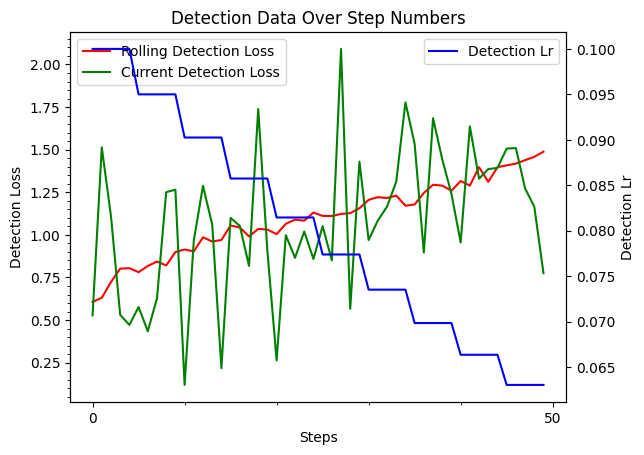 Detection Data Over Step Numbers
Rolling Detection Loss
Current Detection Loss
Detection Lr
2.00
1.75
1.50
1.25
1.00
0.75
0.50
0.25
Detection Loss
0.100
0.095
0.090
0.085
0.080
0.075
0.070
0.065
Detection Lr
0
50
Steps